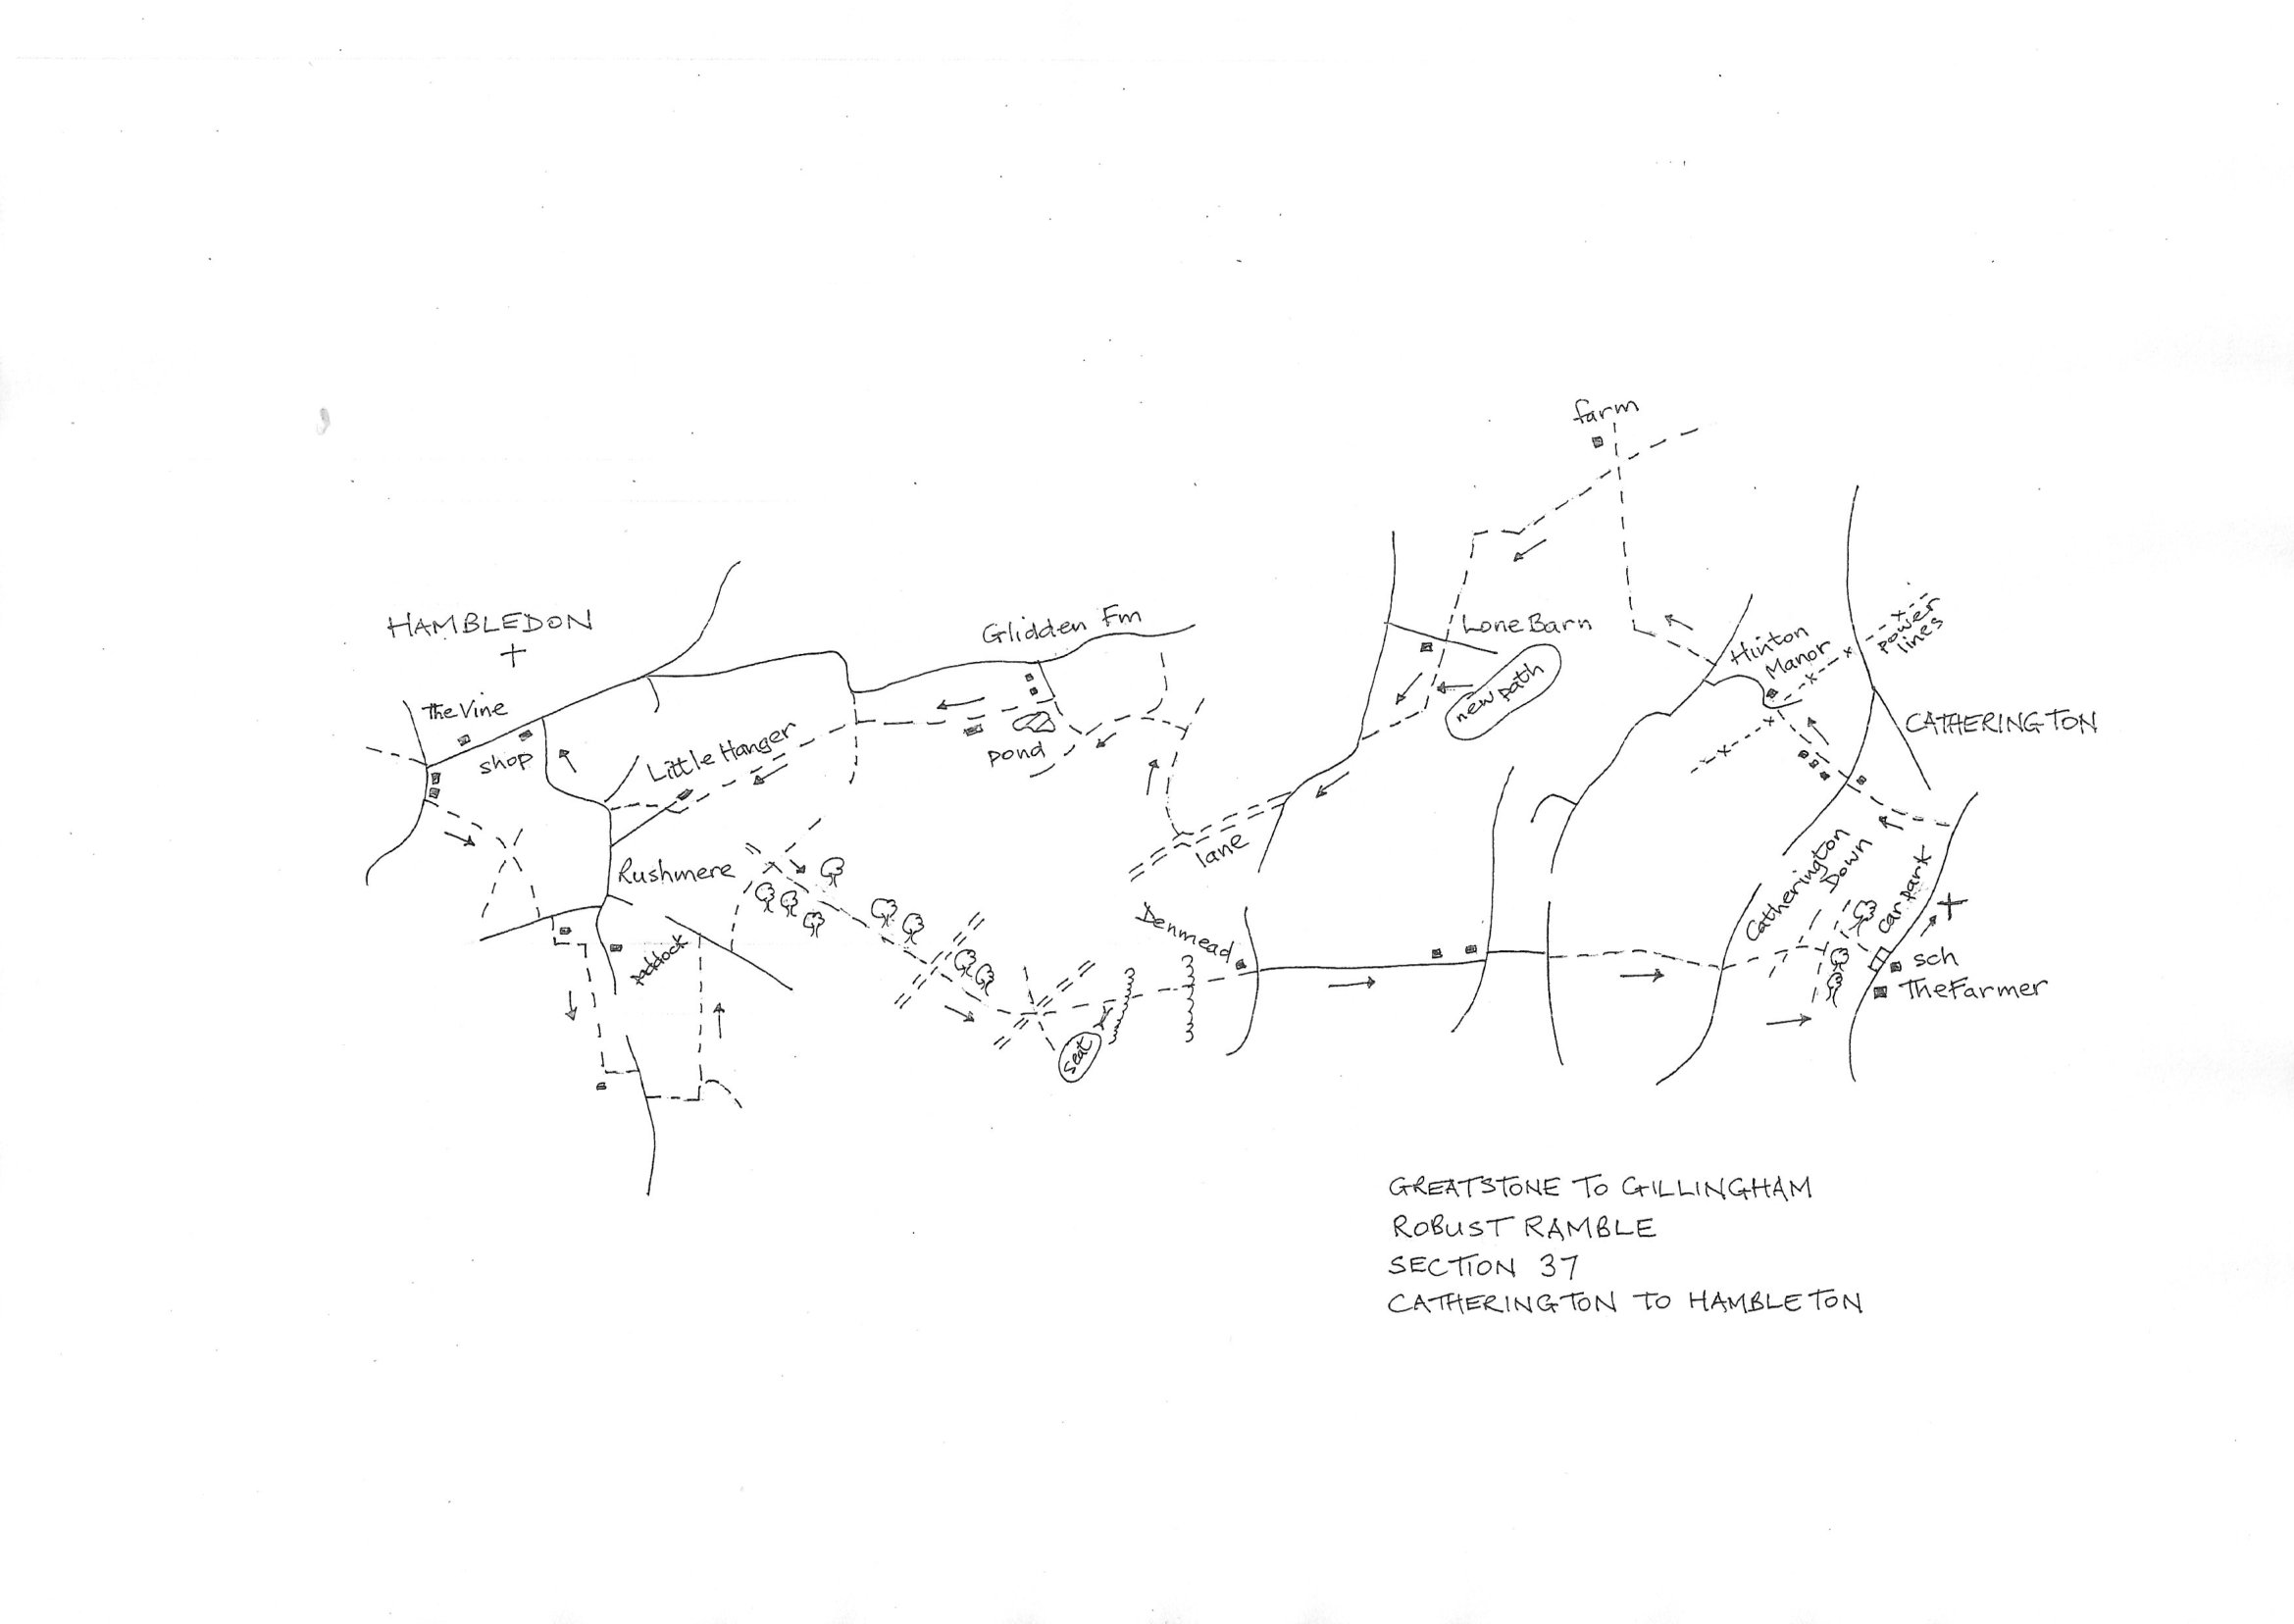 farm
HAMBLEDON
Glidden Fm
Lone Barn
Hinton
Manor
power
lines
new path
CATHERINGTON
The Vine
shop
Little Hanger
pond
lane
Rushmere
Catherington
Down
car park
Denmead
paddock
sch
The Farmer
seat
GREATSTONE TO GILLINGHAM
ROBUST RAMBLE
SECTION 37
CATHERINGTON TO HAMBLETON